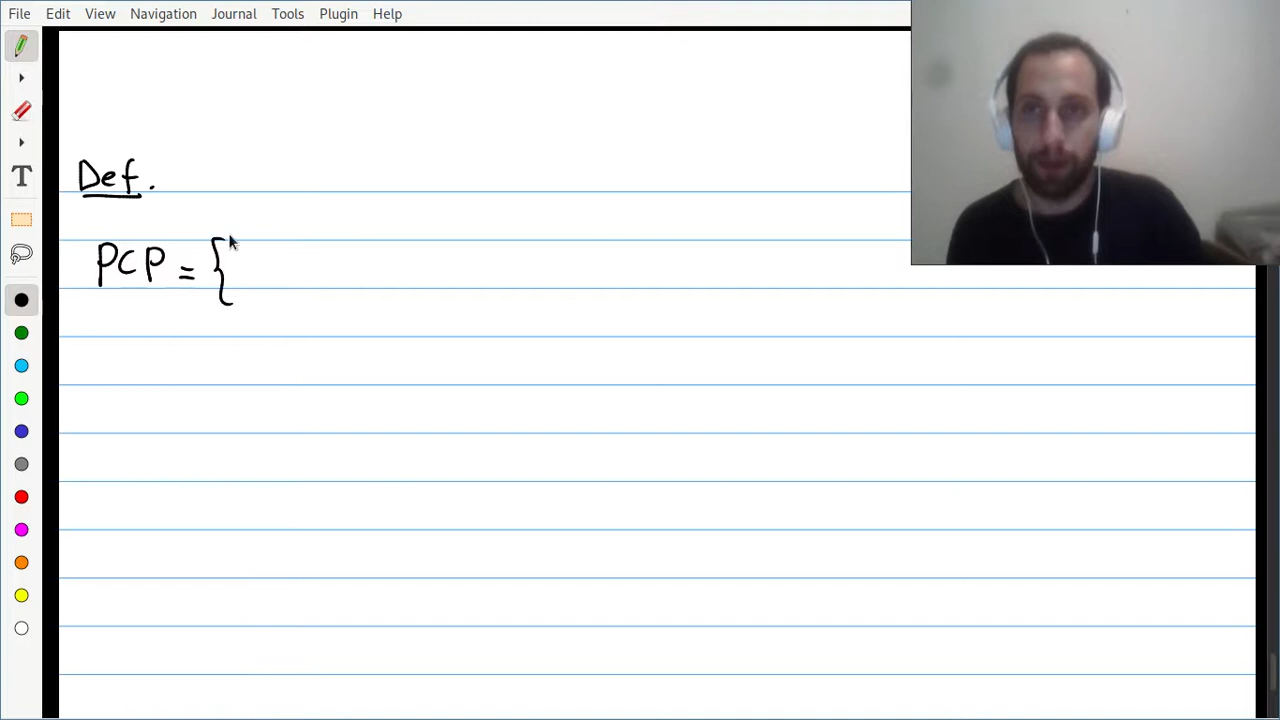 File Edit View Navigation Journal Tools Plugin Help
T
Def.
PCP = {